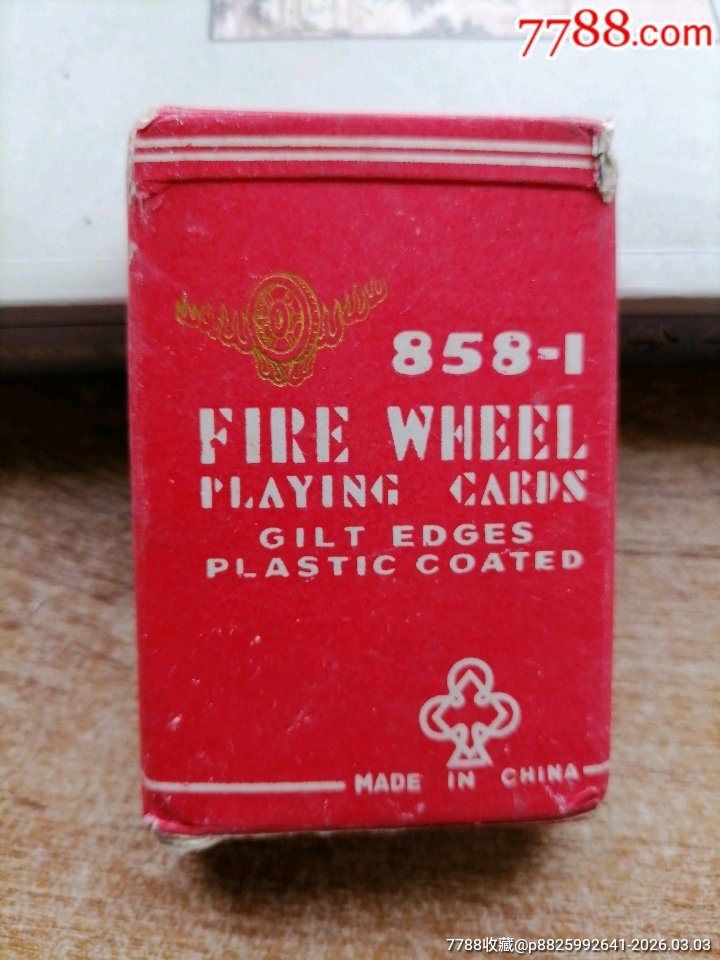 7788.com
858-1
FIRE WHEEL
PLAYING CARDS
GILT EDGES
PLASTIC COATED
MADE IN CHINA
7788收藏@p8825992641-2026.03.03